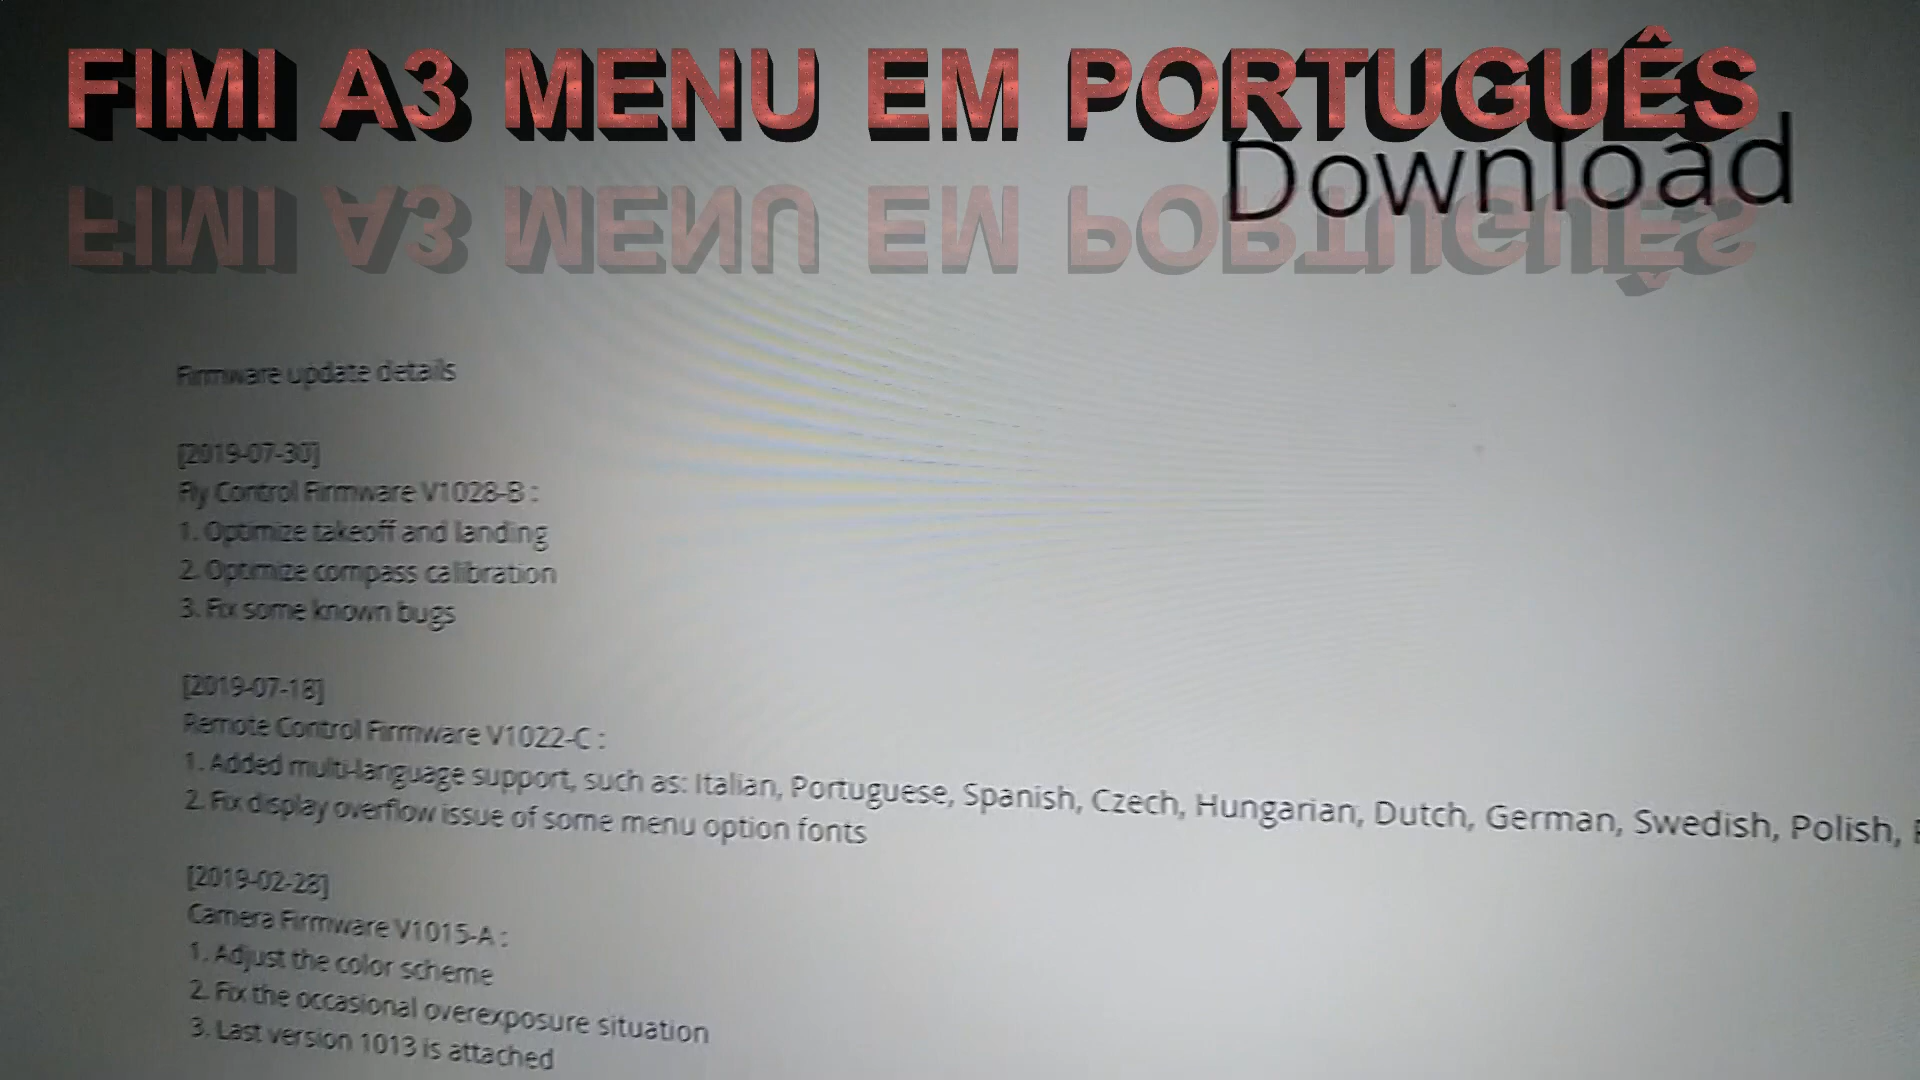 FIMI A3 MENU EM PORTUGUÊS
Download
Firmware update details
[2019-07-30]
Fly Control Firmware V1028-B :
1. Optimize takeoff and landing
2. Optimize compass calibration
3. Fix some known bugs
[2019-07-18]
Remote Control Firmware V1022-C :
1. Added multi-language support, such as: Italian, Portuguese, Spanish, Czech, Hungarian, Dutch, German, Swedish, Polish,
2. Fix display overflow issue of some menu option fonts
[2019-02-28]
Camera Firmware V1015-A :
1. Adjust the color scheme
2. Fix the occasional overexposure situation
3. Last version 1013 is attached